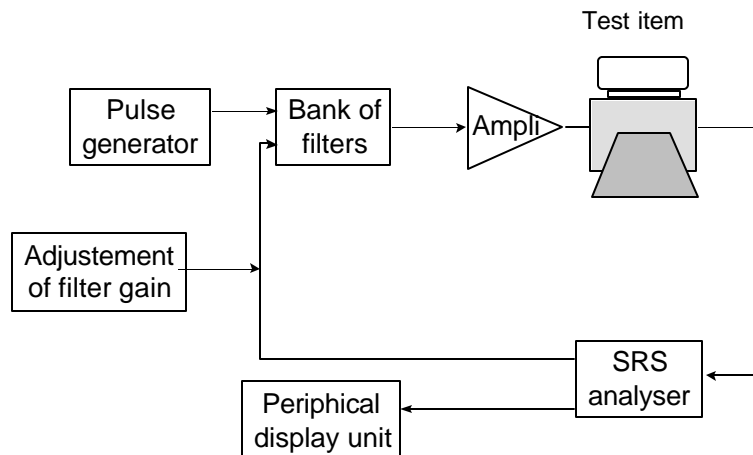 Test item
Pulse
generator
Bank of
filters
Ampli
Adjustement
of filter gain
SRS
analyser
Periphical
display unit